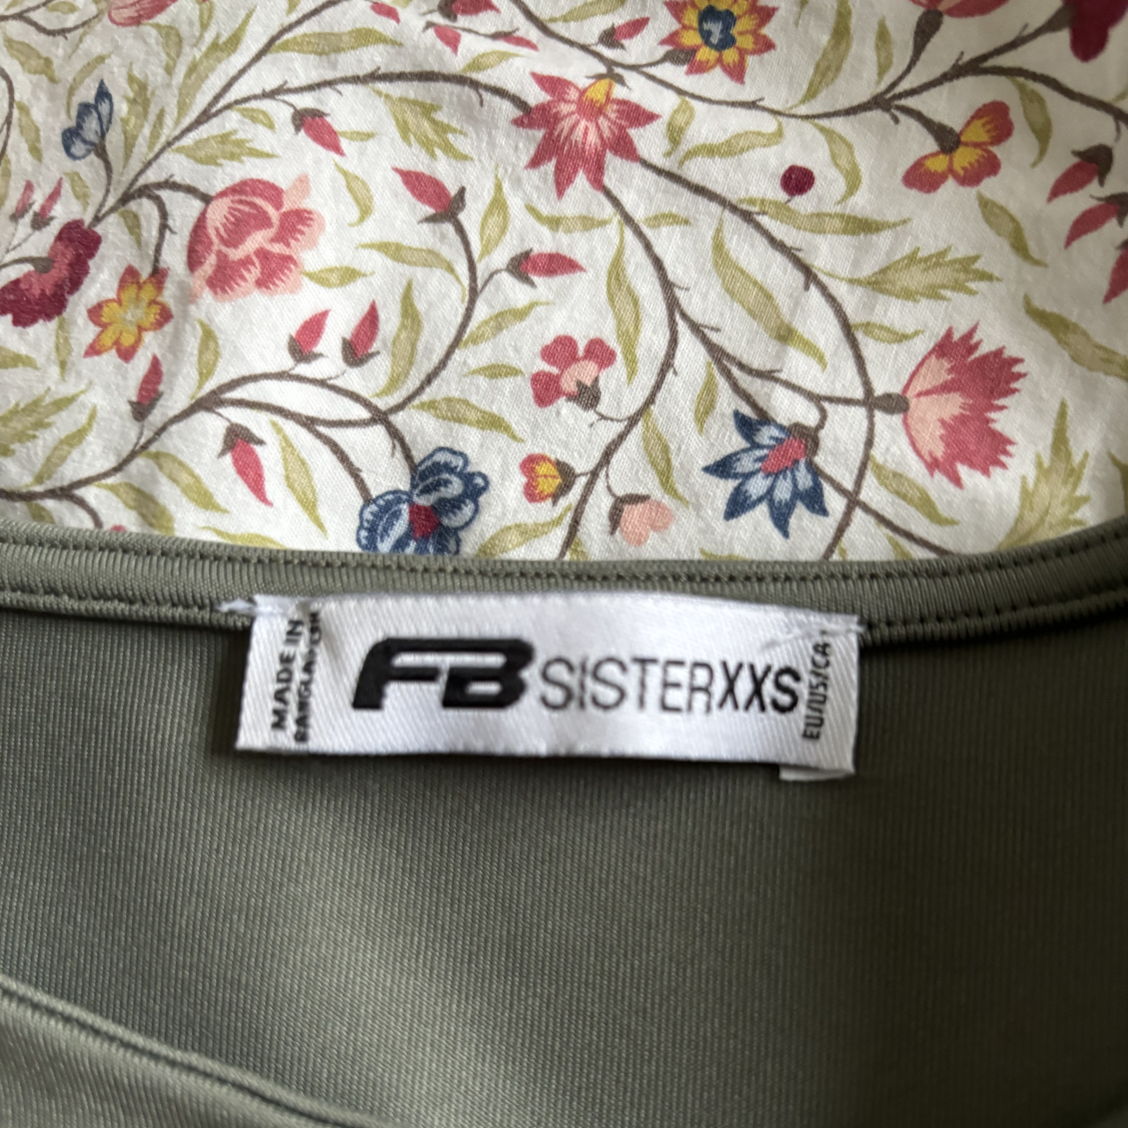 MADE IN
BANGLADESH
FB SISTER XXS
EU/US/CA